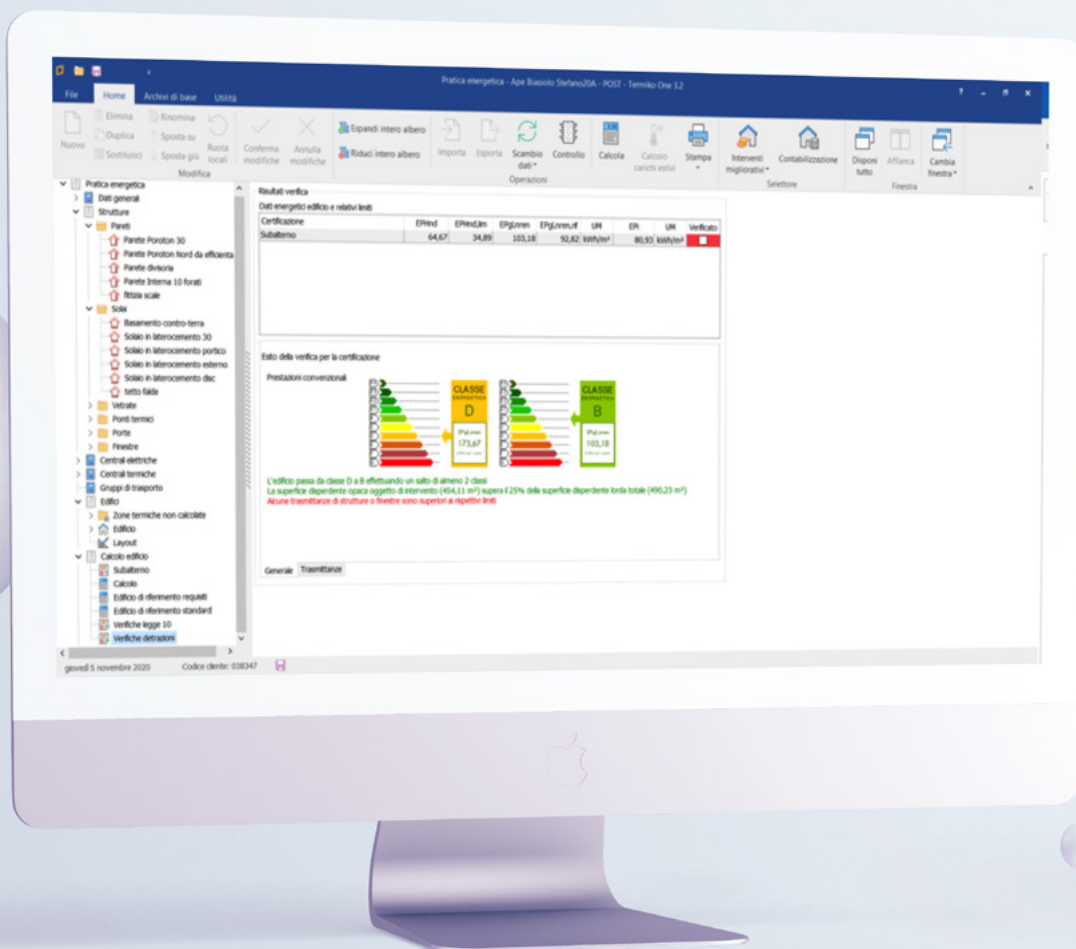 Pratica energetica - Ape Biasiolo Stefano20A - POST - Termiko One 3.2
File Home Archivi di base Utilità
Nuovo
Elimina
Duplica
Sostituisci
Rinomina
Sposta su
Sposta giù
Ruota locali
Modifica
Conferma modifiche
Annulla modifiche
Espandi intero albero
Riduci intero albero
Importa
Esporta
Scambio dati
Controllo
Operazioni
Calcola
Calcolo carichi estivi
Stampa
Interventi migliorativi
Contabilizzazione
Selettore
Disponi tutto
Affianca
Cambia finestra
Finestra
Pratica energetica
Dati generali
Strutture
Pareti
Parete Poroton 30
Parete Poroton Nord da efficienta
Parete divisoria
Parete Interna 10 forati
fittizia scale
Solai
Basamento contro-terra
Solaio in laterocemento 30
Solaio in laterocemento portico
Solaio in laterocemento esterno
Solaio in laterocemento disc
tetto falde
Vetrate
Ponti termici
Porte
Finestre
Centrali elettriche
Centrali termiche
Gruppi di trasporto
Edifici
Zone termiche non calcolate
Edificio
Layout
Calcolo edificio
Subalterno
Calcolo
Edificio di riferimento requisiti
Edificio di riferimento standard
Verifiche legge 10
Verifiche detrazioni
Risultati verifica
Dati energetici edificio e relativi limiti
Certificazione EPHnd EPHnd,lim EPgl,nren EPgl,nren,rif UM EPi UM Verificato
Subalterno 64,67 34,89 103,18 92,82 kWh/m² 80,93 kWh/m²
Esito della verifica per la certificazione
Prestazioni convenzionali
CLASSE ENERGETICA
D
EPgl,nren
173,67
CLASSE ENERGETICA
B
EPgl,nren
103,18
L'edificio passa da classe D a B effettuando un salto di almeno 2 classi
La superficie disperdente opaca oggetto di intervento (454,11 m²) supera il 25% della superficie disperdente lorda totale (490,23 m²)
Alcune trasmittanze di strutture o finestre sono superiori ai rispettivi limiti
Generale Trasmittanze
giovedì 5 novembre 2020 Codice cliente: 038347